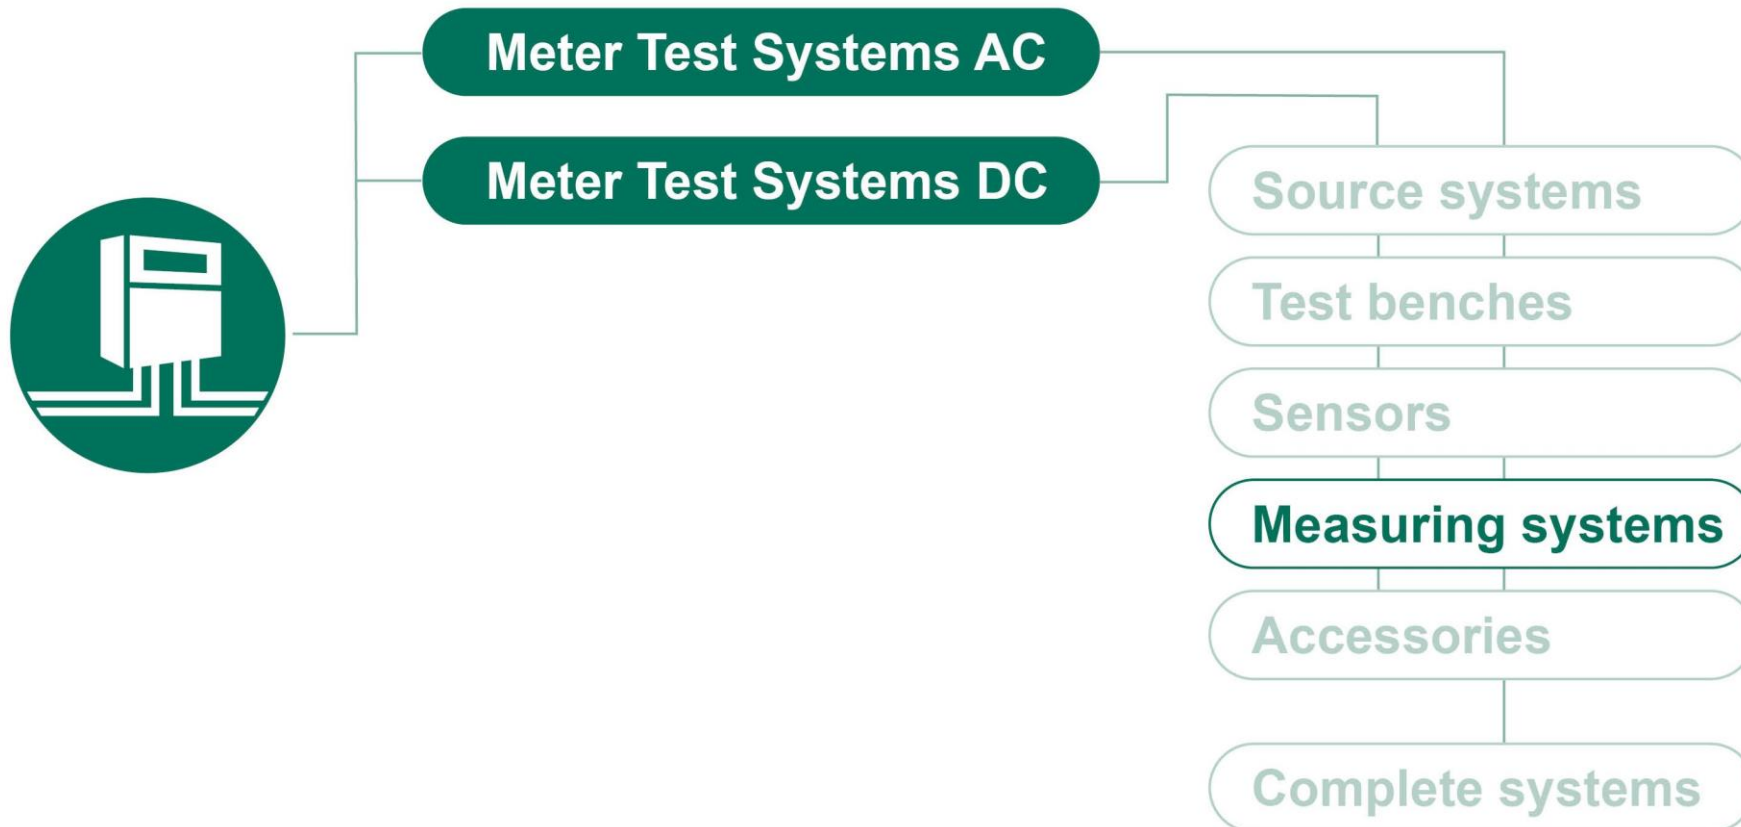 Meter Test Systems AC
Meter Test Systems DC
Source systems
Test benches
Sensors
Measuring systems
Accessories
Complete systems